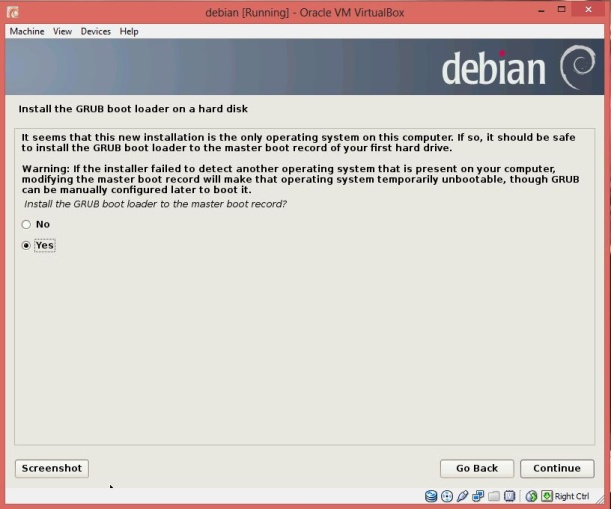 debian [Running] - Oracle VM VirtualBox
Machine View Devices Help
debian
Install the GRUB boot loader on a hard disk
It seems that this new installation is the only operating system on this computer. If so, it should be safe
to install the GRUB boot loader to the master boot record of your first hard drive.
Warning: If the installer failed to detect another operating system that is present on your computer,
modifying the master boot record will make that operating system temporarily unbootable, though GRUB
can be manually configured later to boot it.
Install the GRUB boot loader to the master boot record?
No
Yes
Screenshot
Go Back
Continue
Right Ctrl